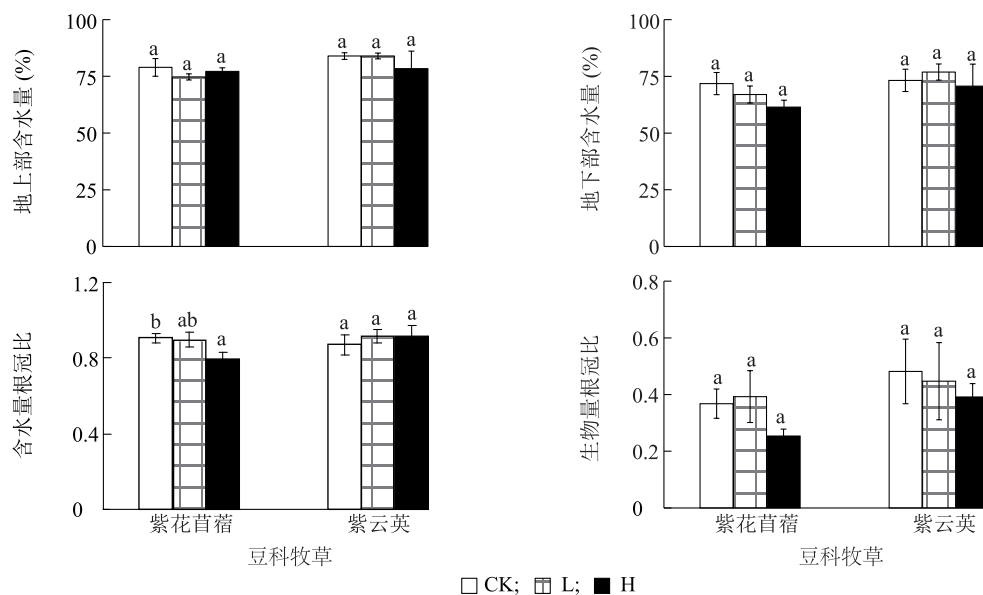 地上部含水量 (%)
100
75
50
25
0
a a a a a a
地下部含水量 (%)
100
75
50
25
0
a a a a a a
含水量根冠比
1.2
0.8
0.4
0
b ab a a a a
紫花苜蓿 紫云英
豆科牧草
生物量根冠比
0.8
0.6
0.4
0.2
0
a a a a a a
紫花苜蓿 紫云英
豆科牧草
CK; L; H